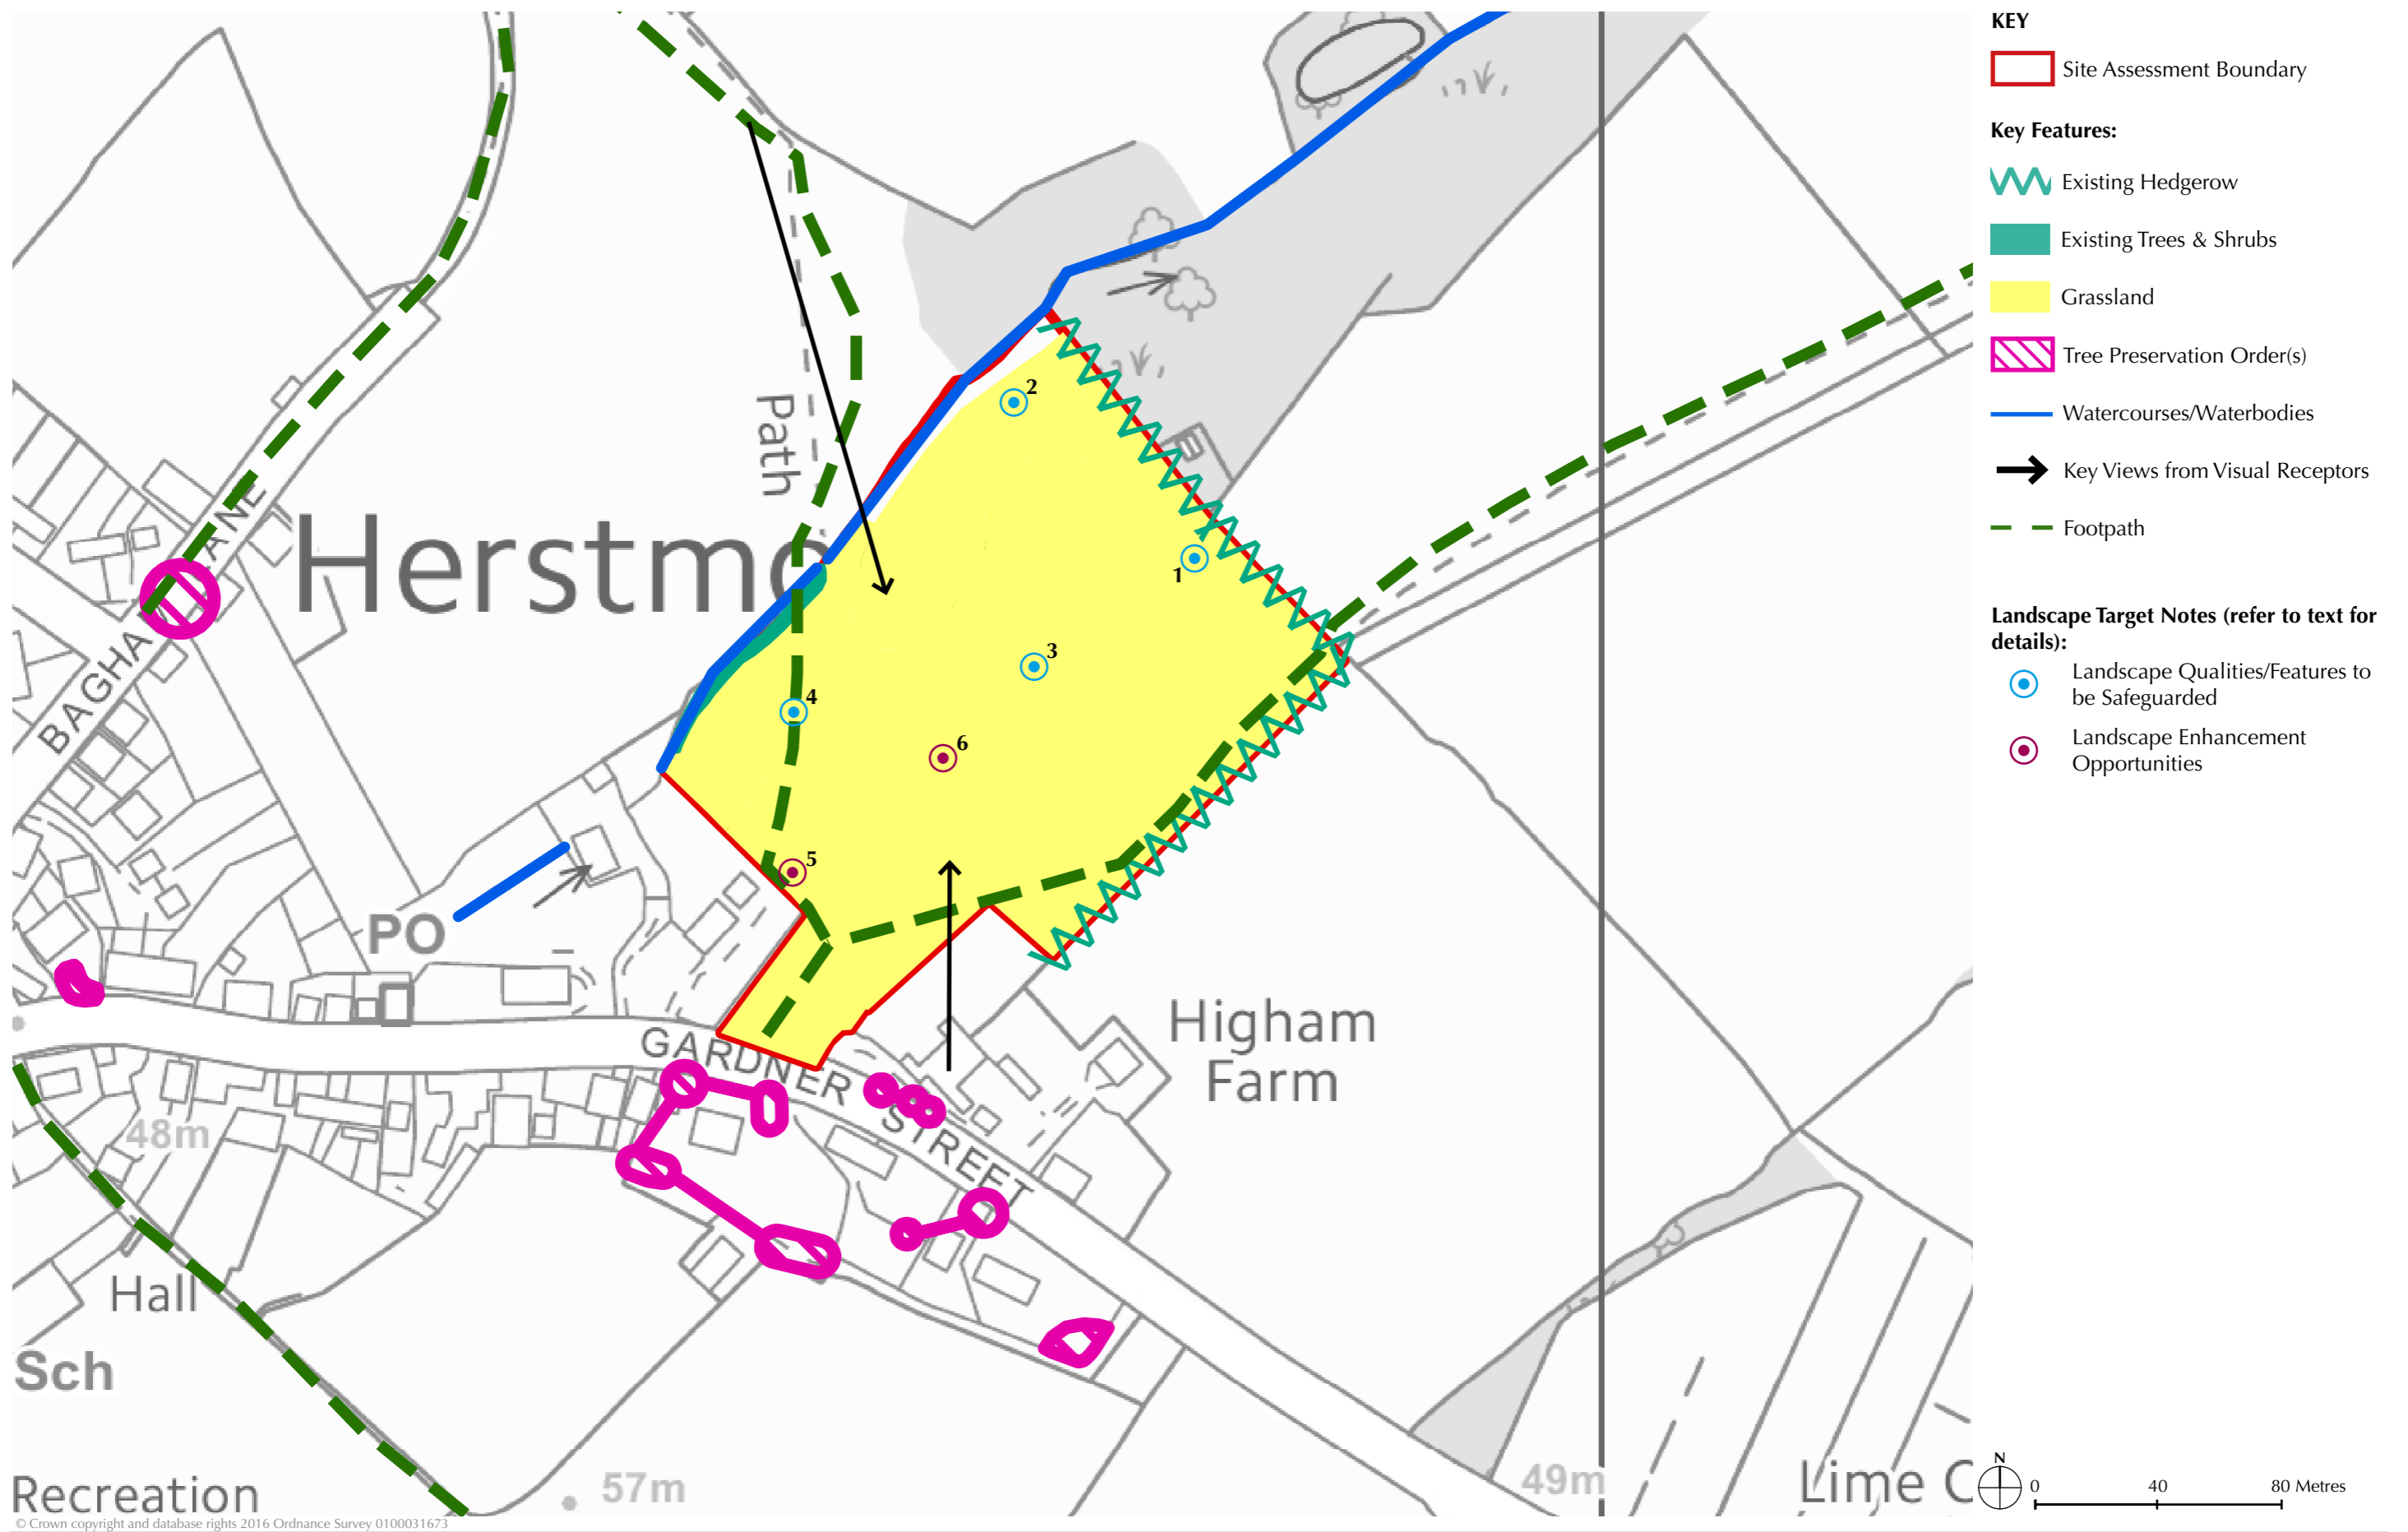 Herstmo
Path
BAGHA
LANE
PO
GARDNER
STREET
Higham
Farm
48m
Hall
Sch
Recreation
57m
49m
Lime C
2
1
3
4
6
5
© Crown copyright and database rights 2016 Ordnance Survey 0100031673
KEY
Site Assessment Boundary
Key Features:
Existing Hedgerow
Existing Trees & Shrubs
Grassland
Tree Preservation Order(s)
Watercourses/Waterbodies
Key Views from Visual Receptors
Footpath
Landscape Target Notes (refer to text for
details):
Landscape Qualities/Features to
be Safeguarded
Landscape Enhancement
Opportunities
N
0 40 80 Metres